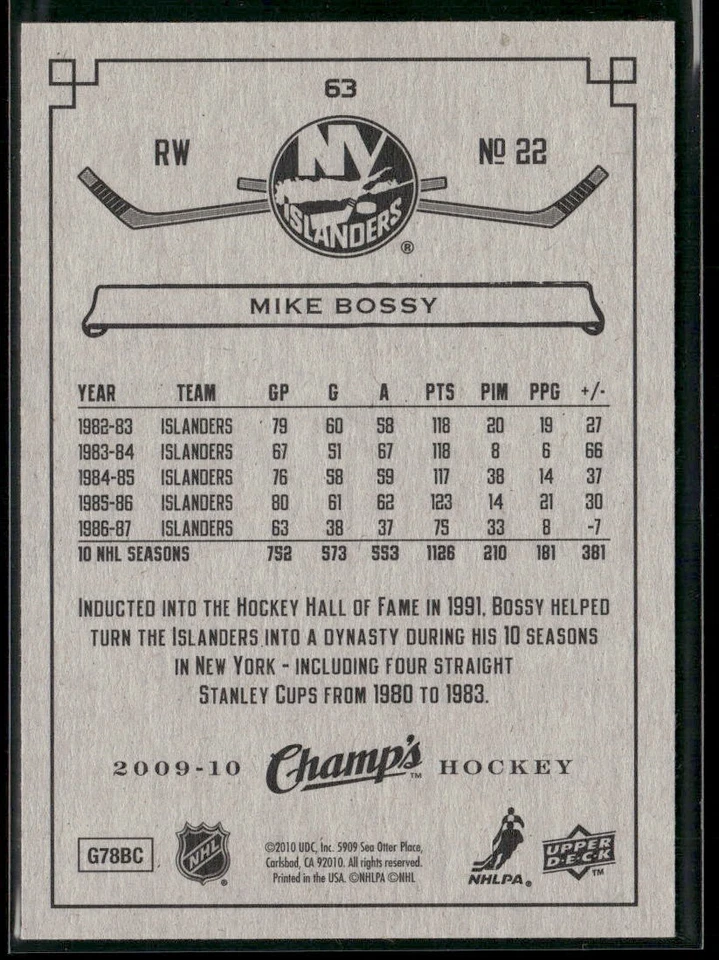 63
RW
Nº 22
NY
ISLANDERS
®
MIKE BOSSY
YEAR TEAM GP G A PTS PIM PPG +/-
1982-83 ISLANDERS 79 60 58 118 20 19 27
1983-84 ISLANDERS 67 51 67 118 8 6 66
1984-85 ISLANDERS 76 58 59 117 38 14 37
1985-86 ISLANDERS 80 61 62 123 14 21 30
1986-87 ISLANDERS 63 38 37 75 33 8 -7
10 NHL SEASONS 752 573 553 1126 210 181 381
INDUCTED INTO THE HOCKEY HALL OF FAME IN 1991, BOSSY HELPED
TURN THE ISLANDERS INTO A DYNASTY DURING HIS 10 SEASONS
IN NEW YORK - INCLUDING FOUR STRAIGHT
STANLEY CUPS FROM 1980 TO 1983.
2009-10 Champ's™ HOCKEY
G78BC
NHL®
©2010 UDC, Inc. 5909 Sea Otter Place,
Carlsbad, CA 92010. All rights reserved.
Printed in the USA. ©NHLPA ©NHL
NHLPA®
UPPER
D·E·C·K™